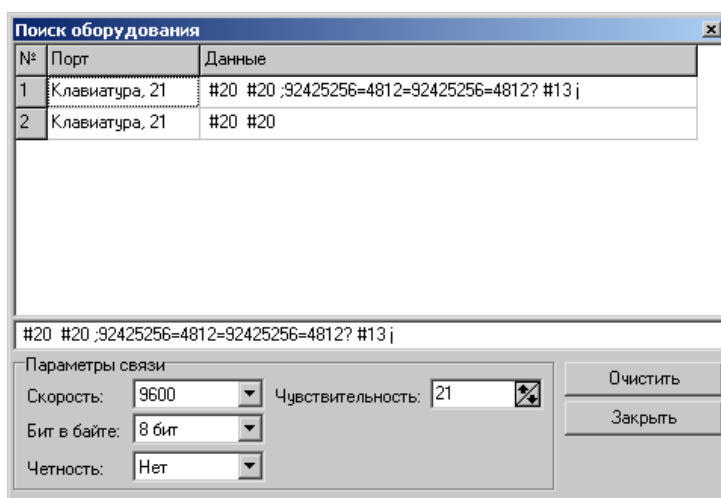 Поиск оборудования
№ Порт Данные
1 Клавиатура, 21 #20 #20 ;92425256=4812=92425256=4812? #13 j
2 Клавиатура, 21 #20 #20
#20 #20 ;92425256=4812=92425256=4812? #13 j
Параметры связи
Скорость: 9600 Чувствительность: 21 Очистить
Бит в байте: 8 бит Закрыть
Четность: Нет